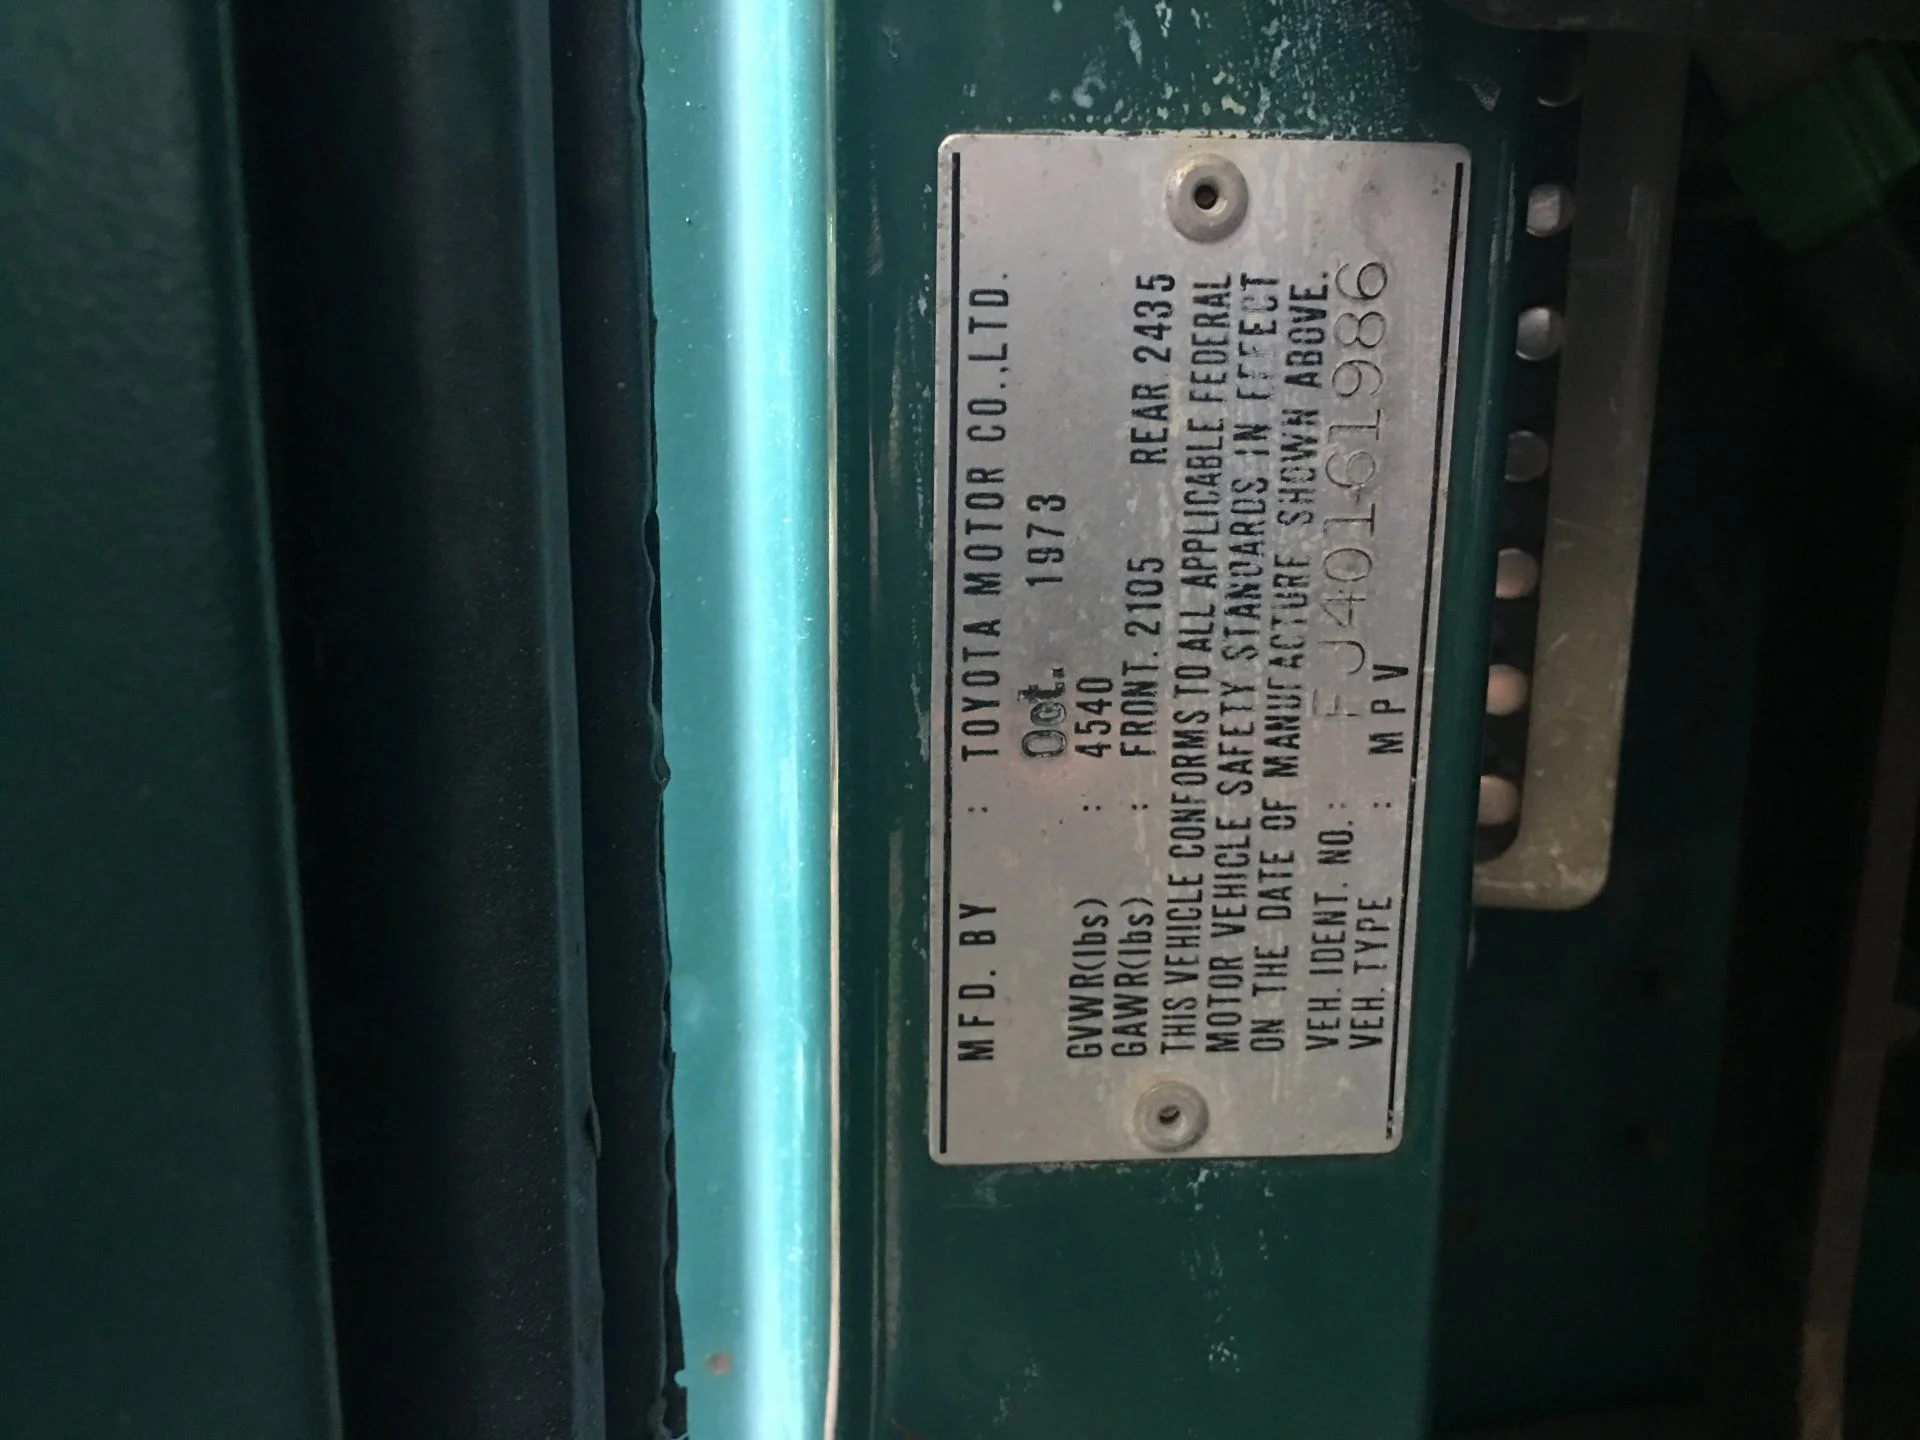 MFD. BY : TOYOTA MOTOR CO.,LTD.
Oct. 1973
GVWR(lbs) : 4540
GAWR(lbs) : FRONT. 2105 REAR 2435
THIS VEHICLE CONFORMS TO ALL APPLICABLE FEDERAL
MOTOR VEHICLE SAFETY STANDARDS IN EFFECT
ON THE DATE OF MANUFACTURE SHOWN ABOVE.
VEH. IDENT. NO. : FJ40161986
VEH. TYPE : MPV